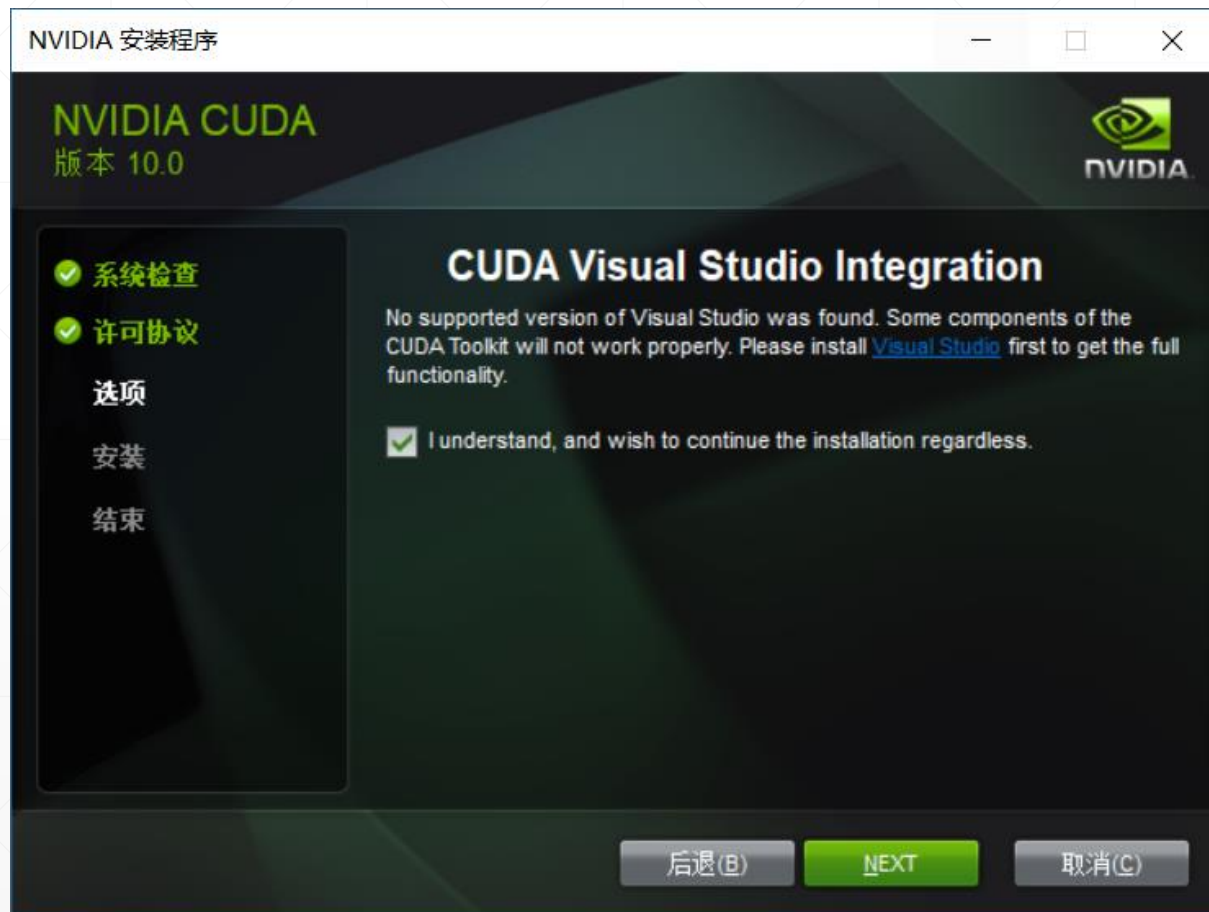 NVIDIA 安装程序
NVIDIA CUDA
版本 10.0
NVIDIA.
系统检查
许可协议
选项
安装
结束
CUDA Visual Studio Integration
No supported version of Visual Studio was found. Some components of the
CUDA Toolkit will not work properly. Please install Visual Studio first to get the full
functionality.
I understand, and wish to continue the installation regardless.
后退(B)
NEXT
取消(C)